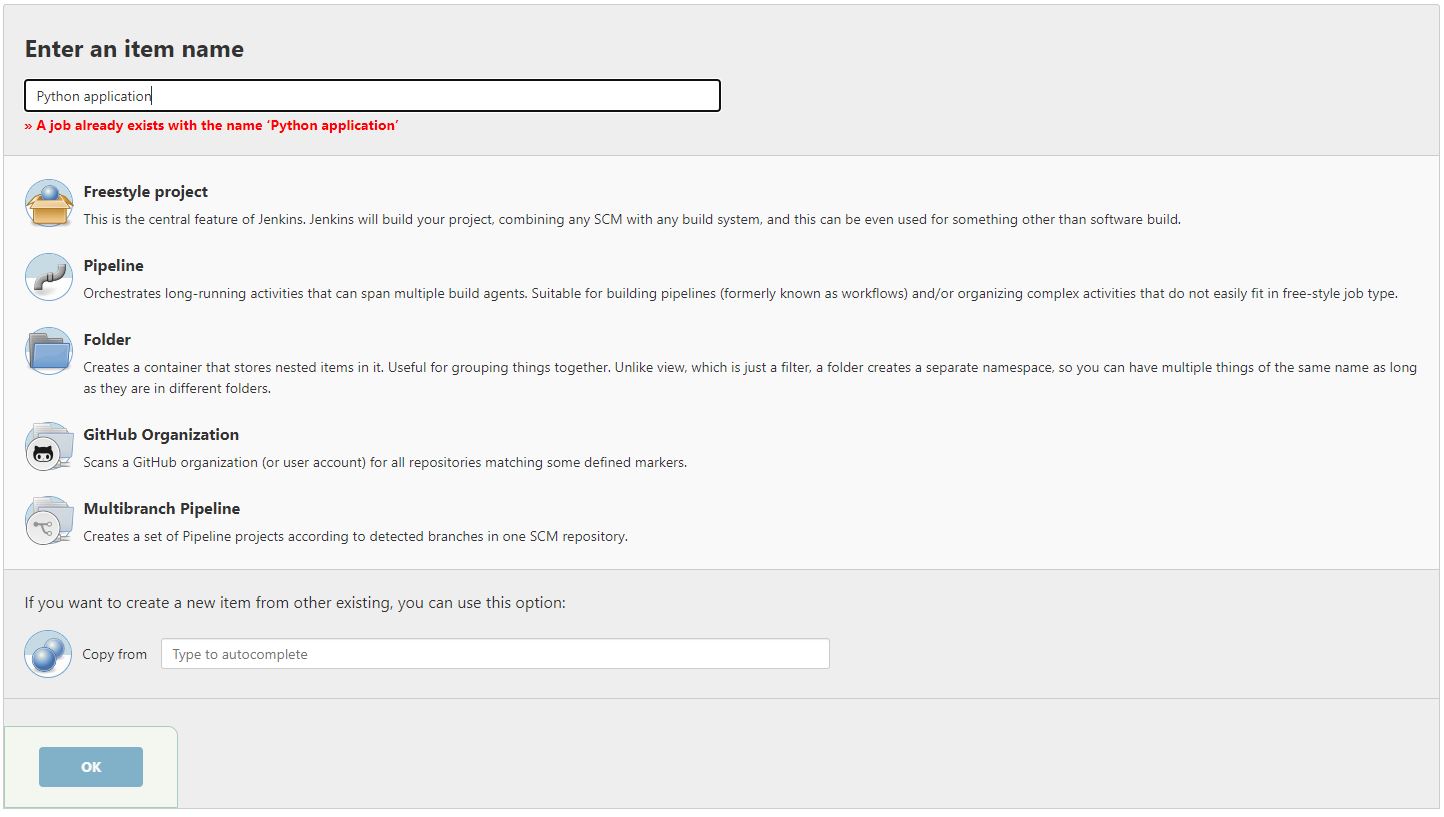 Enter an item name
Python application
» A job already exists with the name ‘Python application’
Freestyle project
This is the central feature of Jenkins. Jenkins will build your project, combining any SCM with any build system, and this can be even used for something other than software build.
Pipeline
Orchestrates long-running activities that can span multiple build agents. Suitable for building pipelines (formerly known as workflows) and/or organizing complex activities that do not easily fit in free-style job type.
Folder
Creates a container that stores nested items in it. Useful for grouping things together. Unlike view, which is just a filter, a folder creates a separate namespace, so you can have multiple things of the same name as long
as they are in different folders.
GitHub Organization
Scans a GitHub organization (or user account) for all repositories matching some defined markers.
Multibranch Pipeline
Creates a set of Pipeline projects according to detected branches in one SCM repository.
If you want to create a new item from other existing, you can use this option:
Copy from
Type to autocomplete
OK